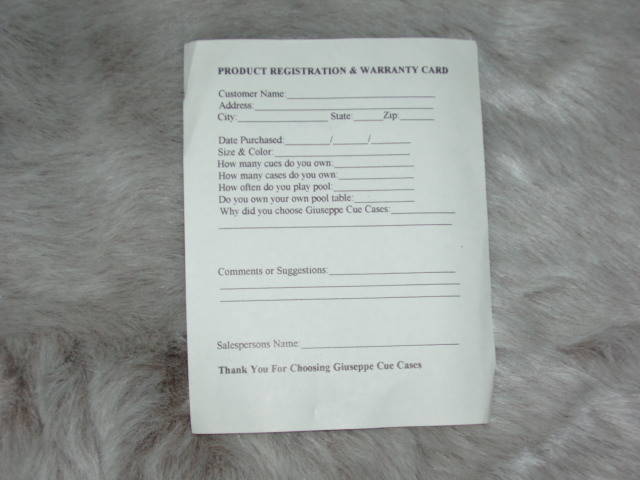 PRODUCT REGISTRATION & WARRANTY CARD
Customer Name:
Address:
City: State: Zip:
Date Purchased: / /
Size & Color:
How many cues do you own:
How many cases do you own:
How often do you play pool:
Do you own your own pool table:
Why did you choose Giuseppe Cue Cases:
Comments or Suggestions:
Salespersons Name:
Thank You For Choosing Giuseppe Cue Cases